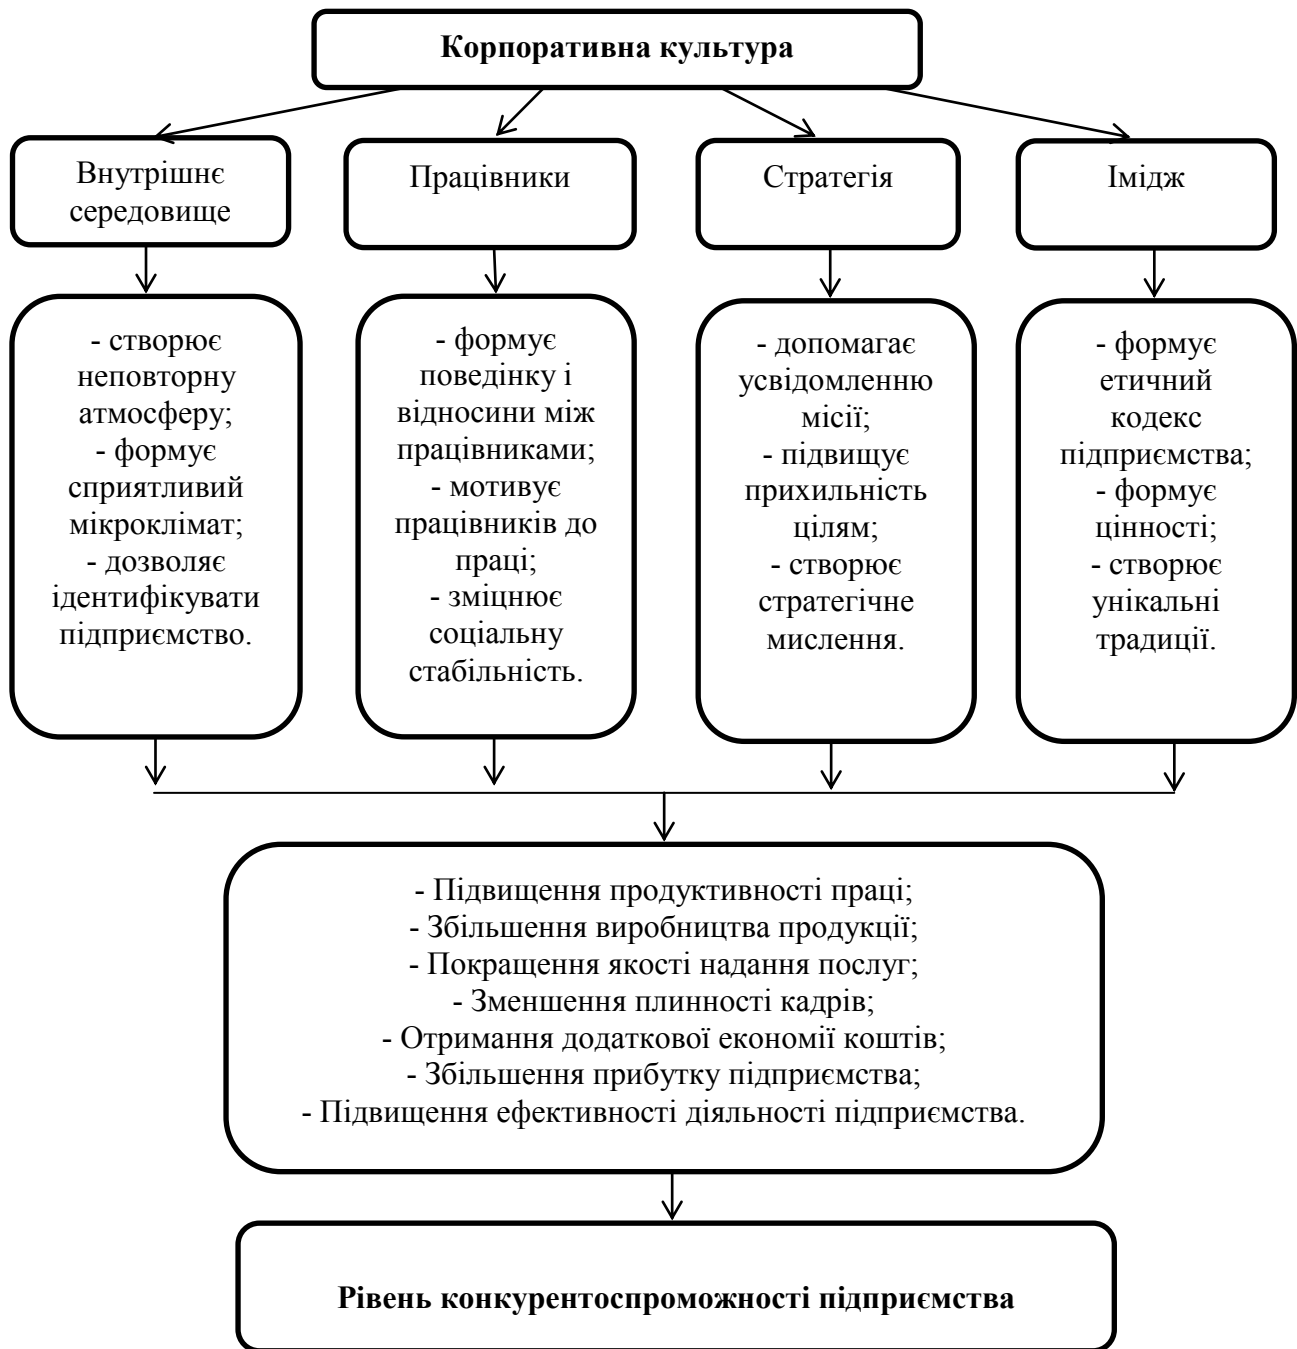 Корпоративна культура
Внутрішнє
середовище
Працівники
Стратегія
Імідж
- створює
неповторну
атмосферу;
- формує
сприятливий
мікроклімат;
- дозволяє
ідентифікувати
підприємство.
- формує
поведінку і
відносини між
працівниками;
- мотивує
працівників до
праці;
- зміцнює
соціальну
стабільність.
- допомагає
усвідомленню
місії;
- підвищує
прихильність
цілям;
- створює
стратегічне
мислення.
- формує
етичний
кодекс
підприємства;
- формує
цінності;
- створює
унікальні
традиції.
- Підвищення продуктивності праці;
- Збільшення виробництва продукції;
- Покращення якості надання послуг;
- Зменшення плинності кадрів;
- Отримання додаткової економії коштів;
- Збільшення прибутку підприємства;
- Підвищення ефективності діяльності підприємства.
Рівень конкурентоспроможності підприємства